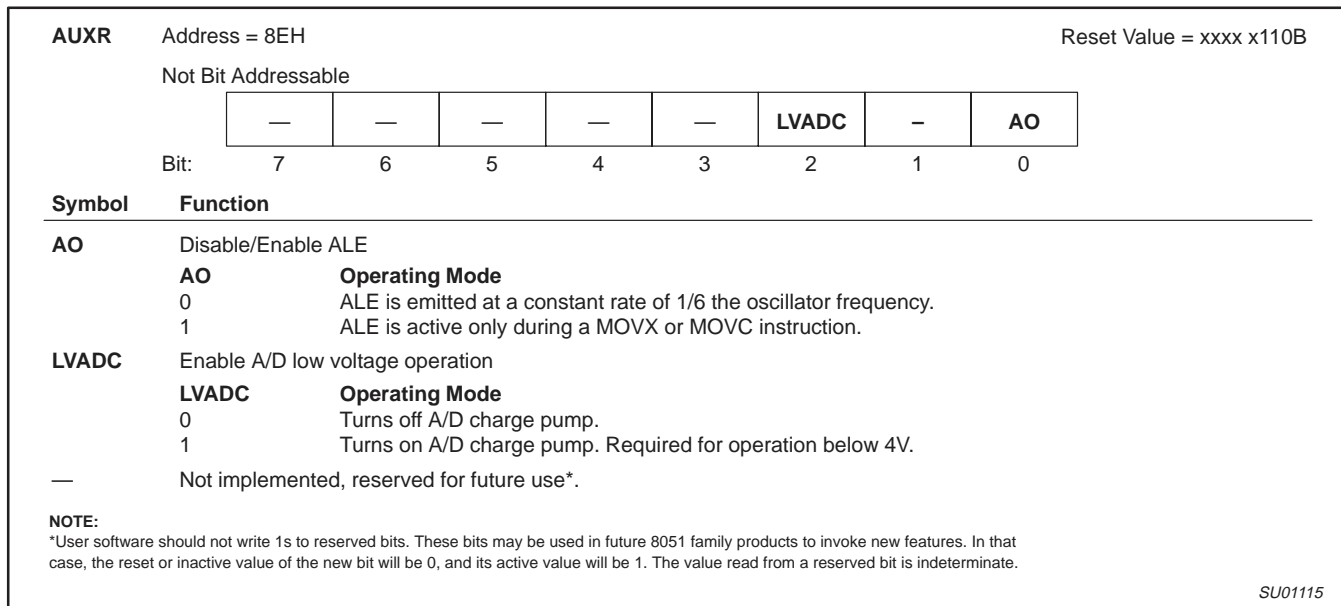 AUXR Address = 8EH Reset Value = xxxx x110B
Not Bit Addressable
— — — — — LVADC – AO
Bit: 7 6 5 4 3 2 1 0
Symbol Function
AO Disable/Enable ALE
AO Operating Mode
0 ALE is emitted at a constant rate of 1/6 the oscillator frequency.
1 ALE is active only during a MOVX or MOVC instruction.
LVADC Enable A/D low voltage operation
LVADC Operating Mode
0 Turns off A/D charge pump.
1 Turns on A/D charge pump. Required for operation below 4V.
— Not implemented, reserved for future use*.
NOTE:
*User software should not write 1s to reserved bits. These bits may be used in future 8051 family products to invoke new features. In that
case, the reset or inactive value of the new bit will be 0, and its active value will be 1. The value read from a reserved bit is indeterminate.
SU01115